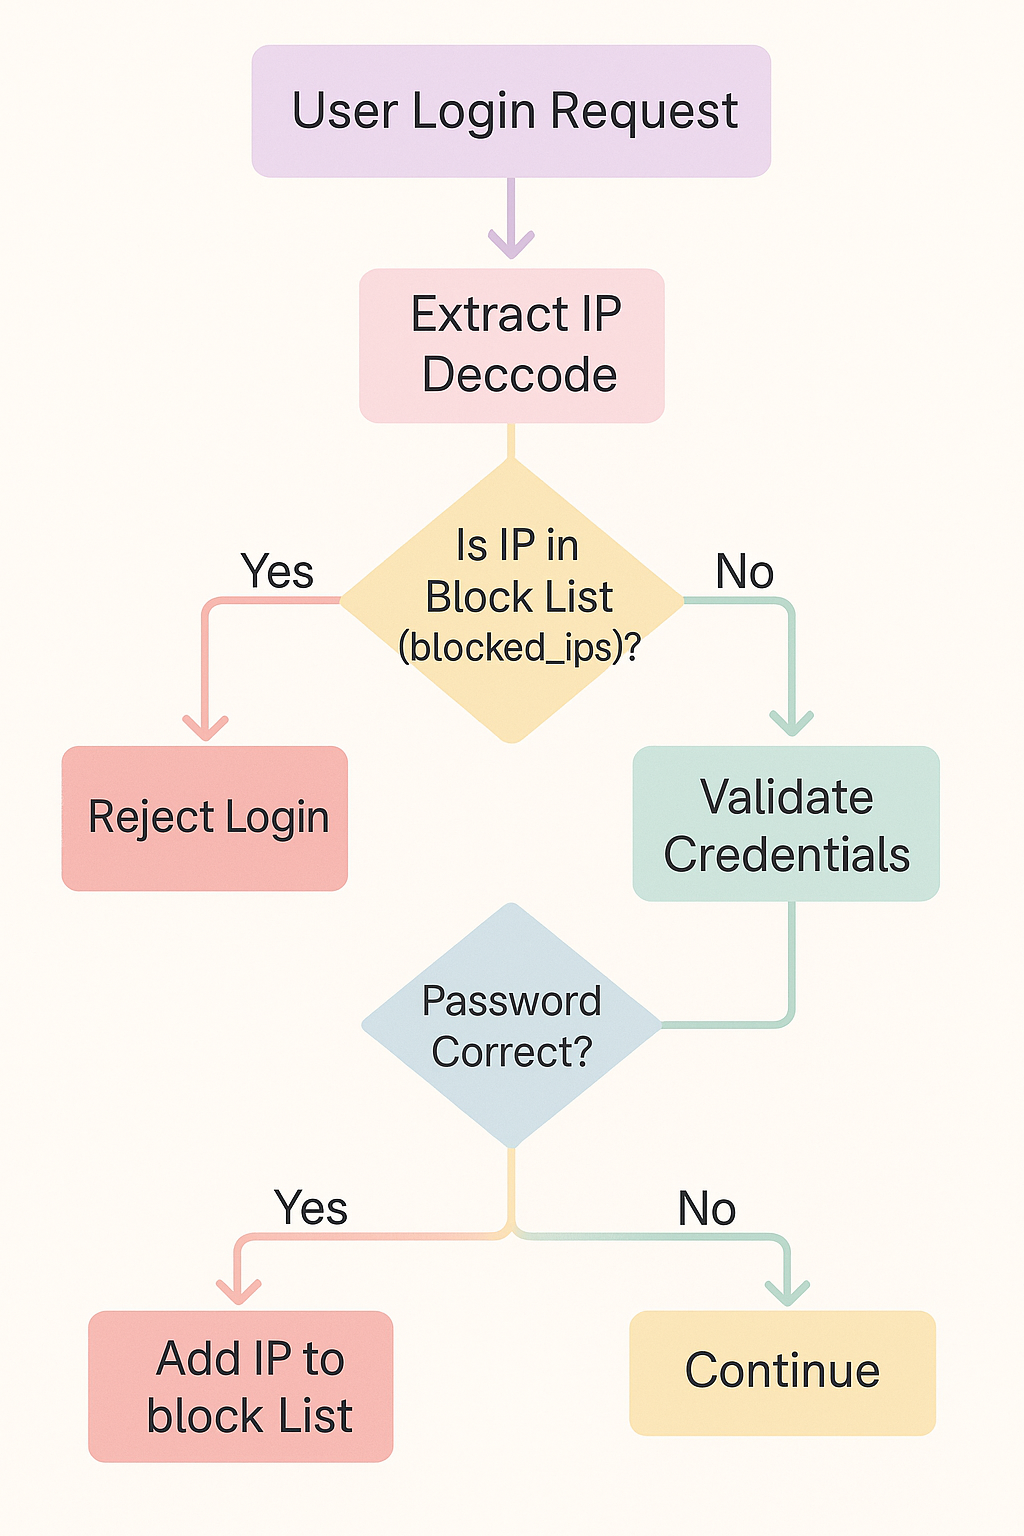 User Login Request
Extract IP
Deccode
Is IP in
Block List
(blocked_ips)?
Yes
No
Reject Login
Validate
Credentials
Password
Correct?
Yes
No
Add IP to
block List
Continue